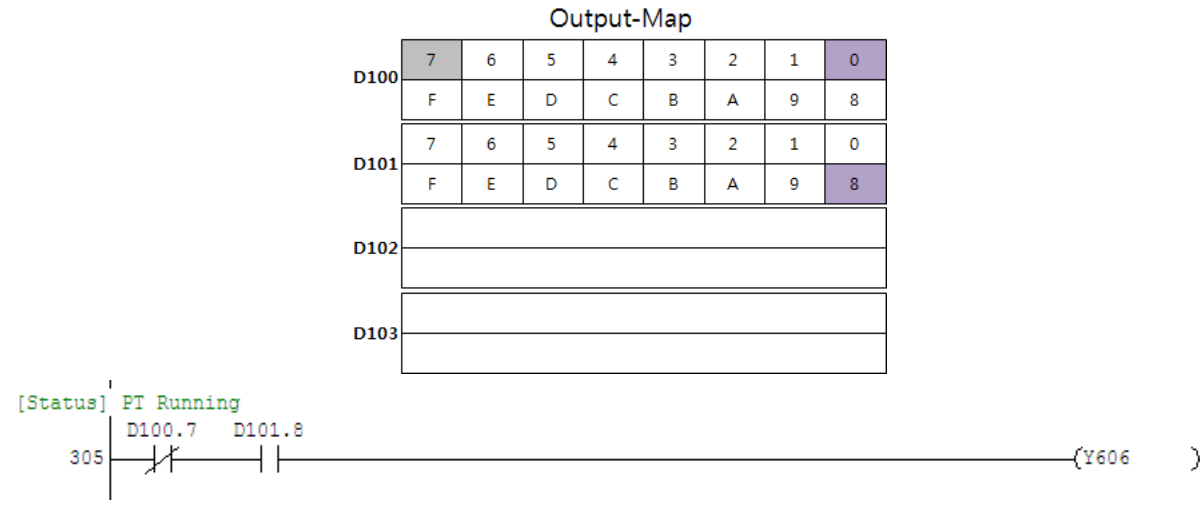 Output-Map
D100
7 6 5 4 3 2 1 0
F E D C B A 9 8
D101
7 6 5 4 3 2 1 0
F E D C B A 9 8
D102
D103
[Status] PT Running
D100.7 D101.8
305 (Y606 )